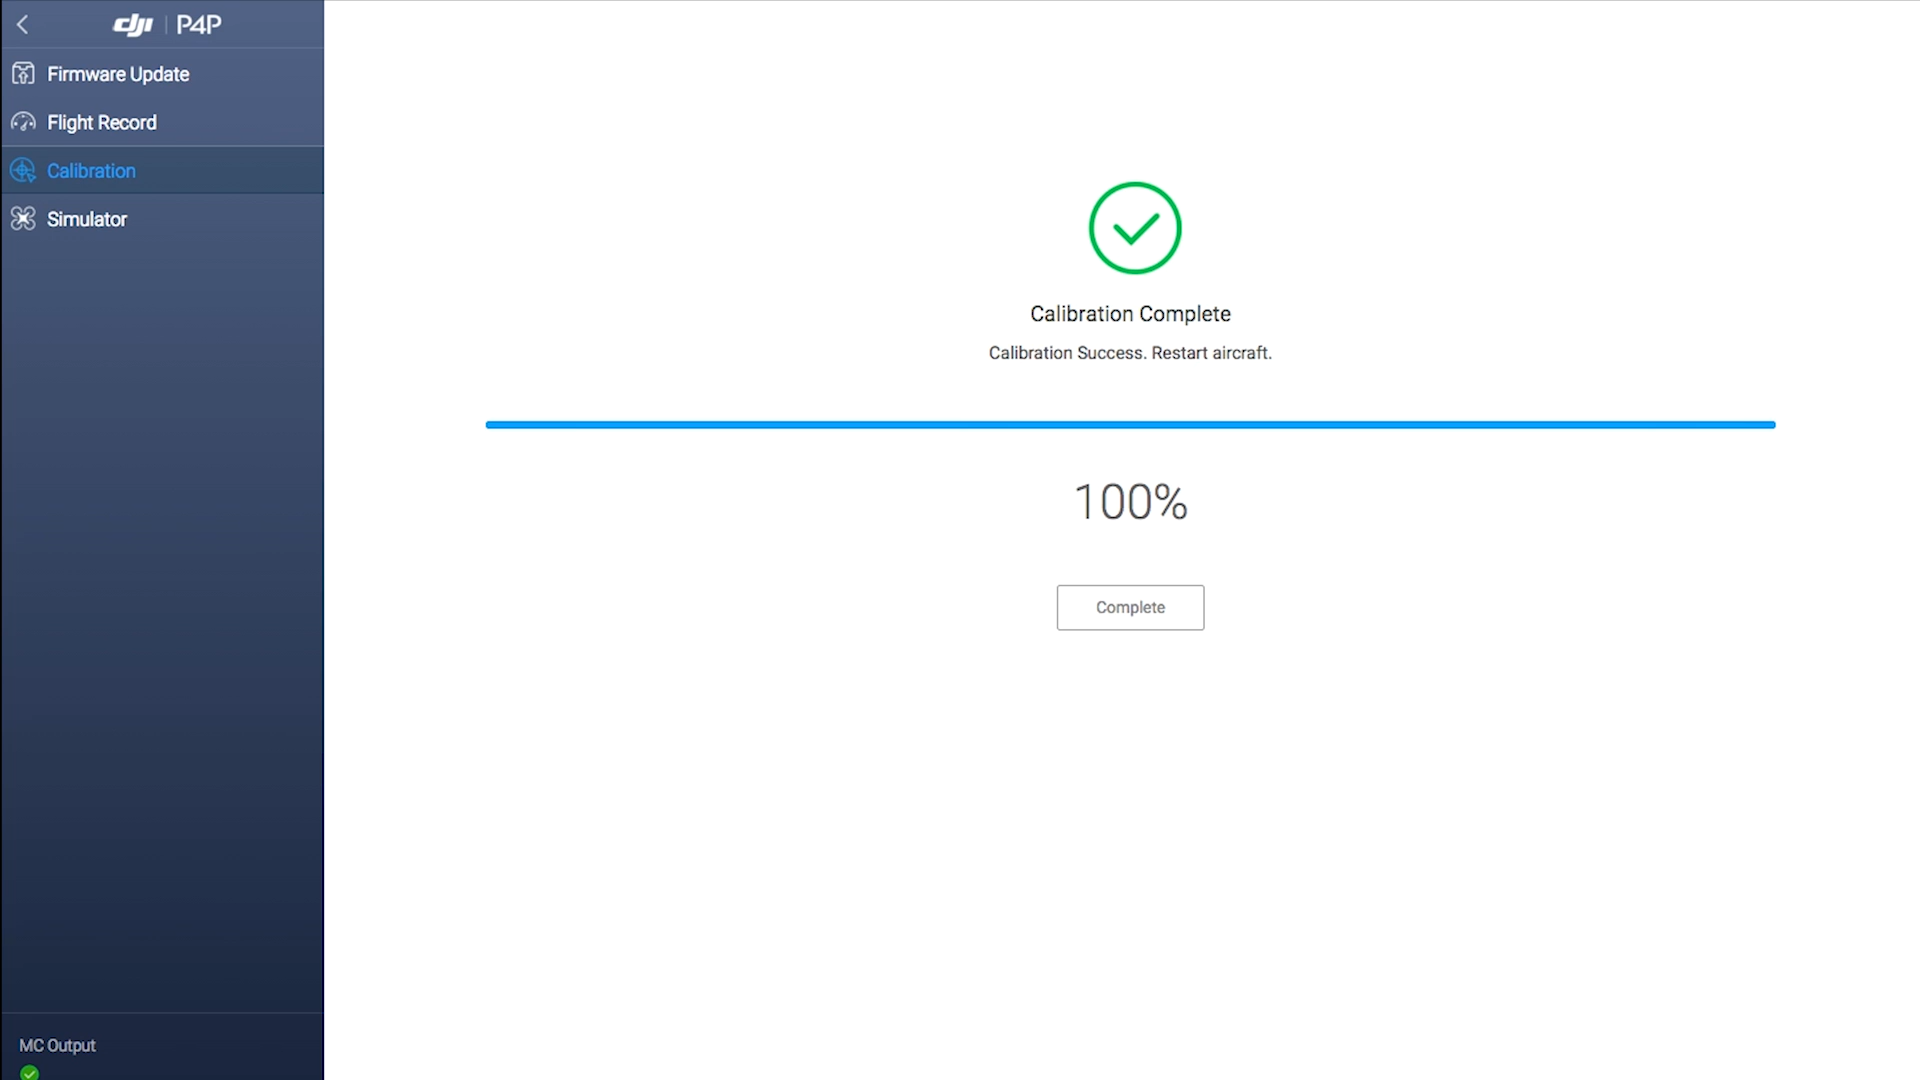 dji | P4P
Firmware Update
Flight Record
Calibration
Simulator
Calibration Complete
Calibration Success. Restart aircraft.
100%
Complete
MC Output